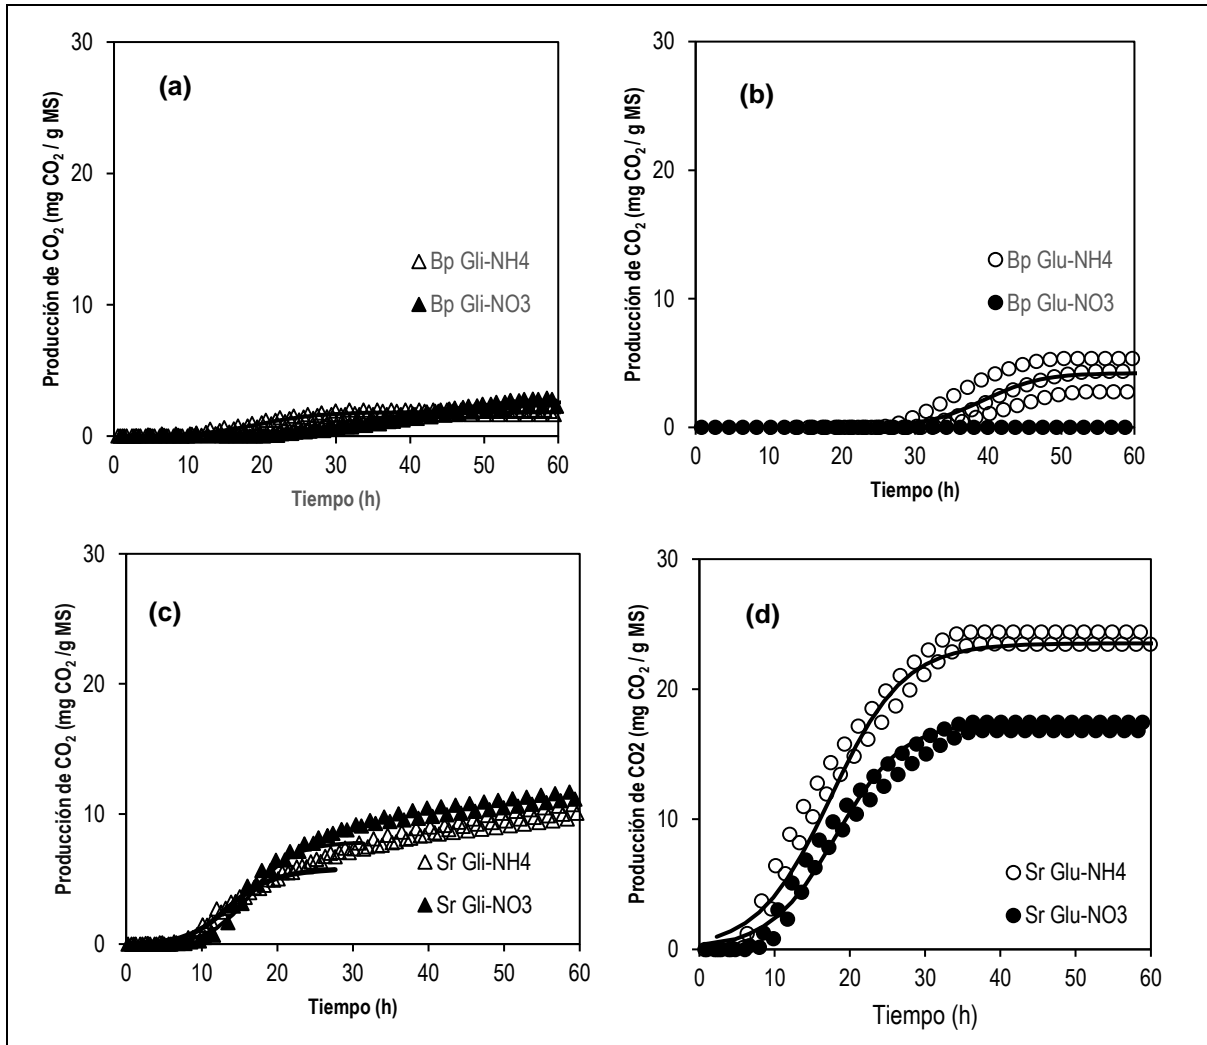 (a)
Producción de CO₂ (mg CO₂ / g MS)
30
20
10
0
Bp Gli-NH4
Bp Gli-NO3
0 10 20 30 40 50 60
Tiempo (h)
(b)
Producción de CO₂ (mg CO₂ / g MS)
30
20
10
0
Bp Glu-NH4
Bp Glu-NO3
0 10 20 30 40 50 60
Tiempo (h)
(c)
Producción de CO₂ (mg CO₂ / g MS)
30
20
10
0
Sr Gli-NH4
Sr Gli-NO3
0 10 20 30 40 50 60
Tiempo (h)
(d)
Producción de CO2 (mg CO₂ / g MS)
30
20
10
0
Sr Glu-NH4
Sr Glu-NO3
0 10 20 30 40 50 60
Tiempo (h)